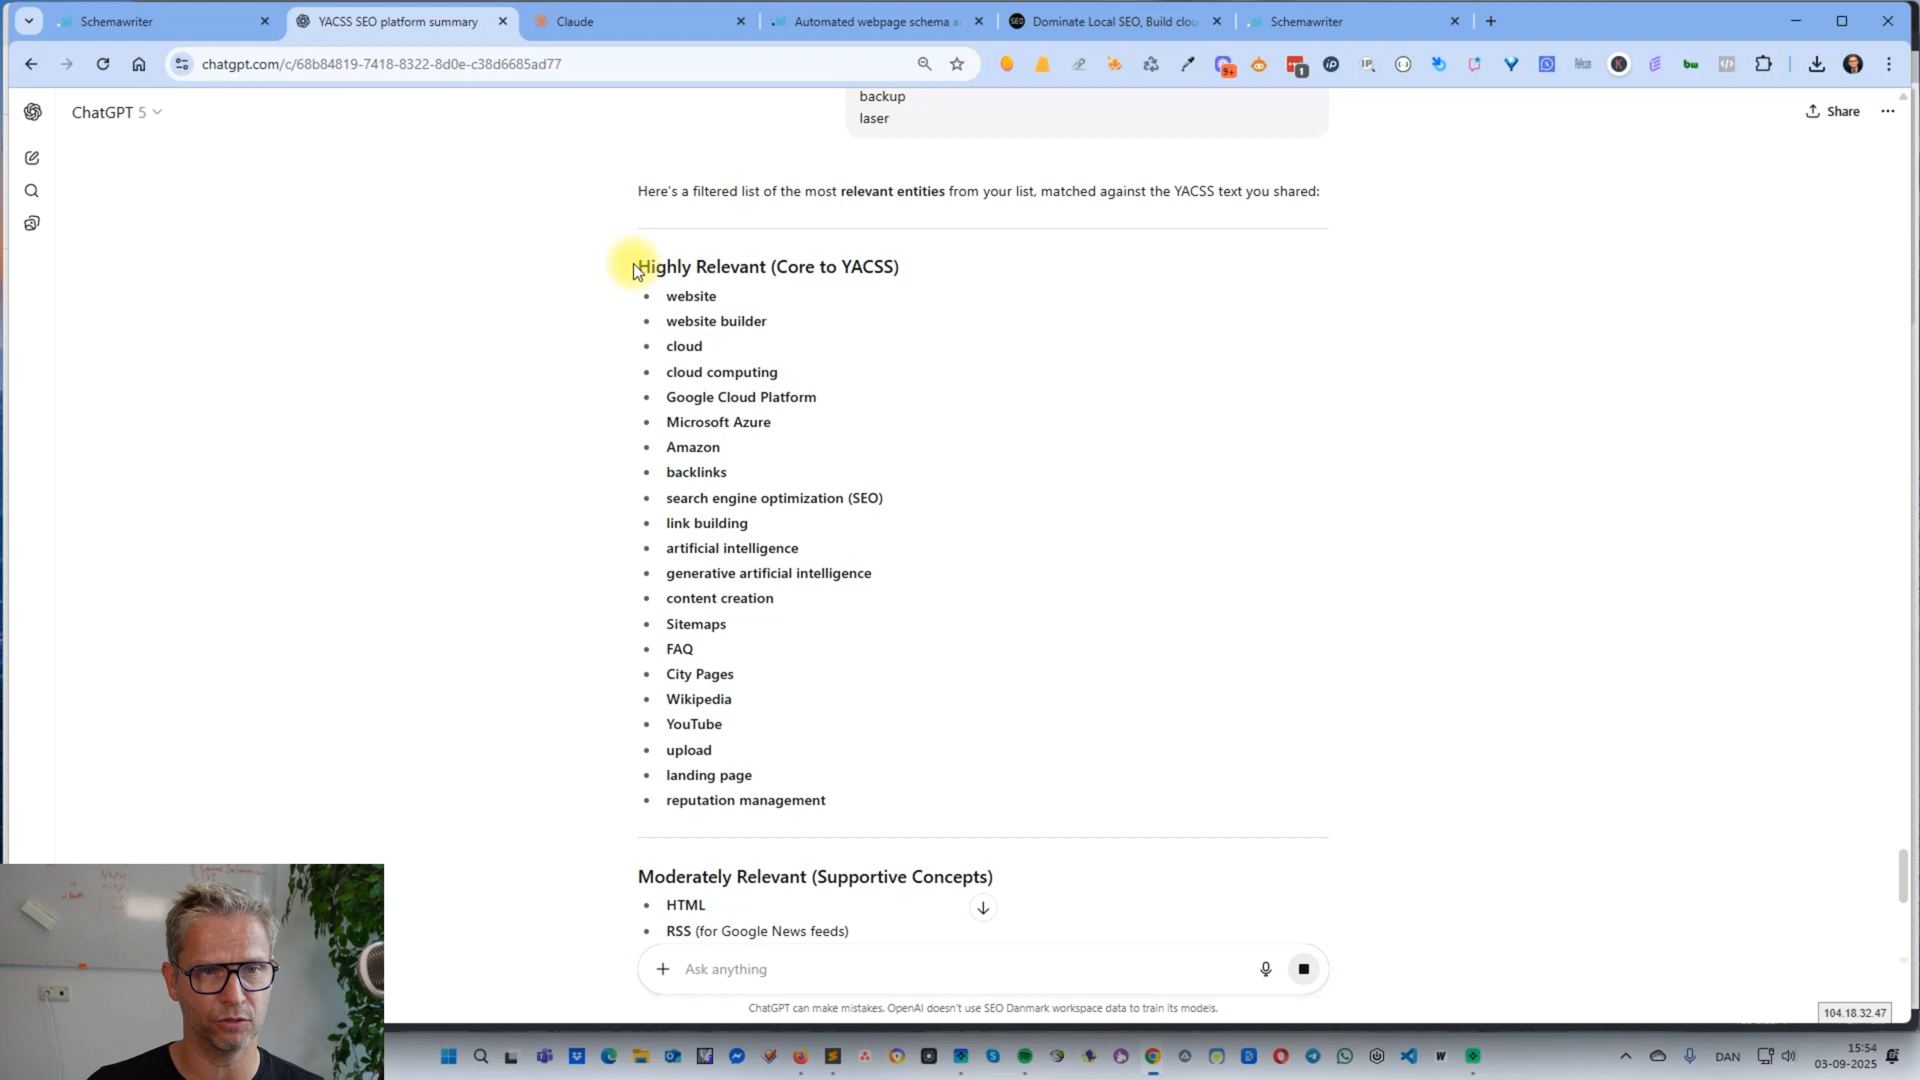 Schemawriter
YACSS SEO platform summary
Claude
Automated webpage schema a
Dominate Local SEO, Build clou
Schemawriter
chatgpt.com/c/68b84819-7418-8322-8d0e-c38d6685ad77
ChatGPT 5
Share
backup
laser
Here's a filtered list of the most relevant entities from your list, matched against the YACSS text you shared:
Highly Relevant (Core to YACSS)
website
website builder
cloud
cloud computing
Google Cloud Platform
Microsoft Azure
Amazon
backlinks
search engine optimization (SEO)
link building
artificial intelligence
generative artificial intelligence
content creation
Sitemaps
FAQ
City Pages
Wikipedia
YouTube
upload
landing page
reputation management
Moderately Relevant (Supportive Concepts)
HTML
RSS (for Google News feeds)
Ask anything
ChatGPT can make mistakes. OpenAI doesn't use SEO Danmark workspace data to train its models.
104.18.32.47
DAN
15:54
03-09-2025